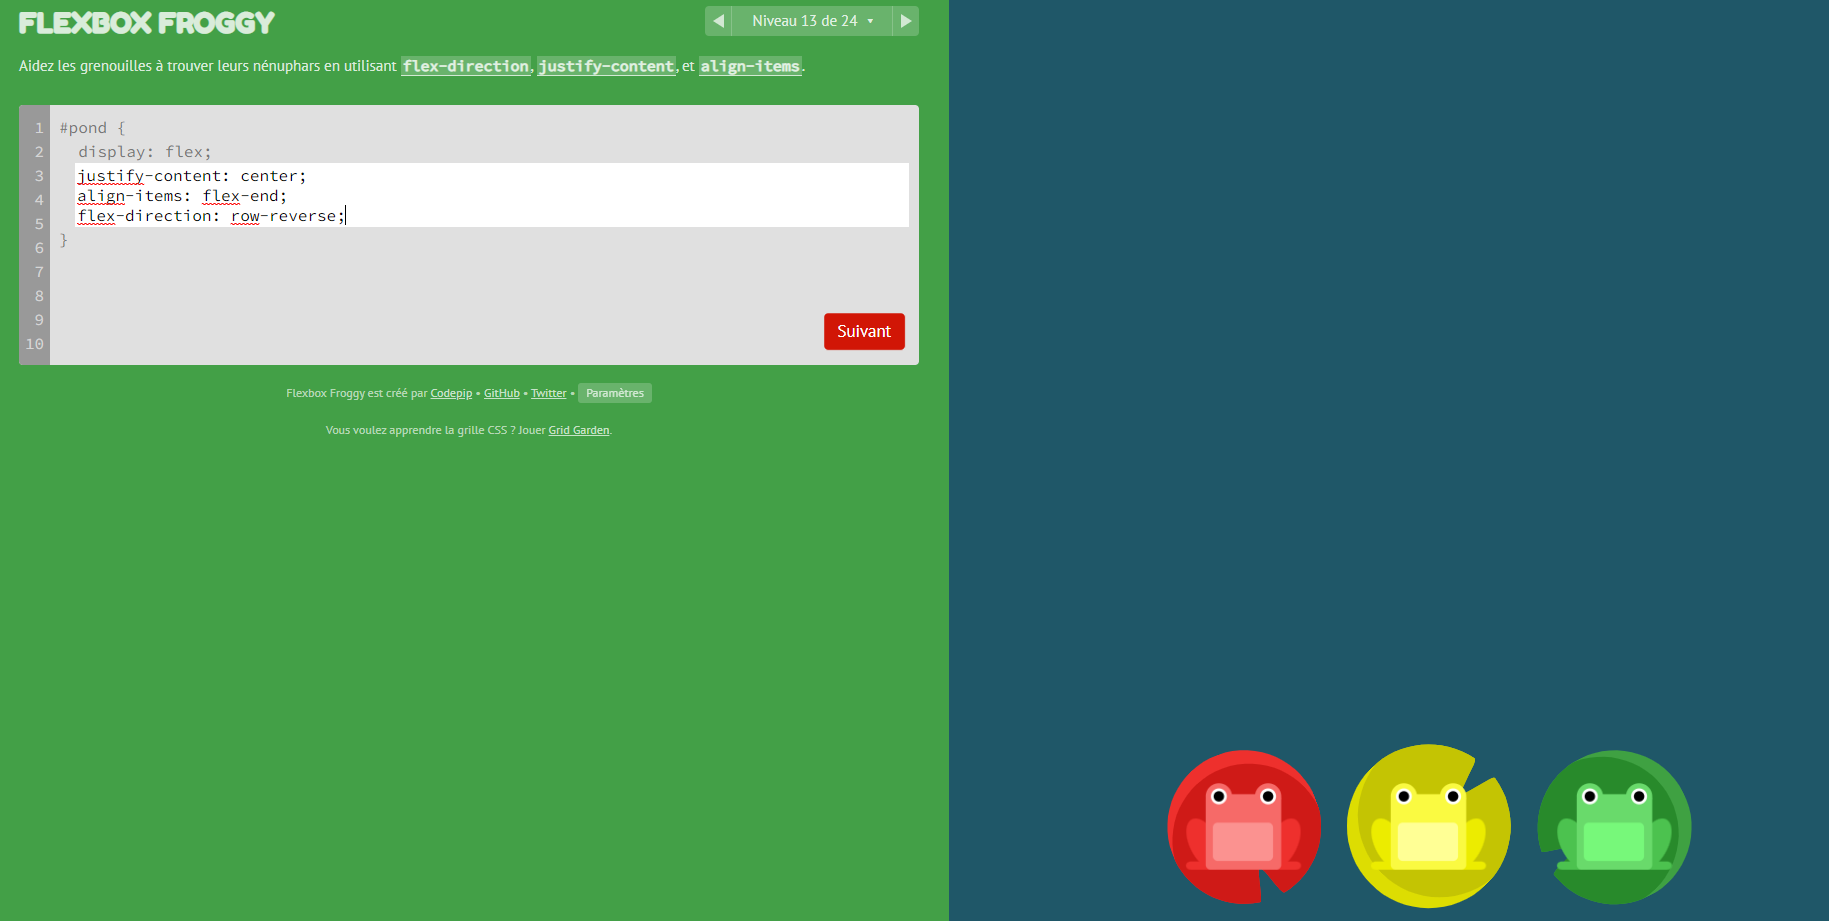 FLEXBOX FROGGY
Niveau 13 de 24
Aidez les grenouilles à trouver leurs nénuphars en utilisant flex-direction, justify-content, et align-items.
1 #pond {
2 display: flex;
3 justify-content: center;
4 align-items: flex-end;
5 flex-direction: row-reverse;
6 }
7
8
9
10
Suivant
Flexbox Froggy est créé par Codepip • GitHub • Twitter • Paramètres
Vous voulez apprendre la grille CSS ? Jouer Grid Garden.